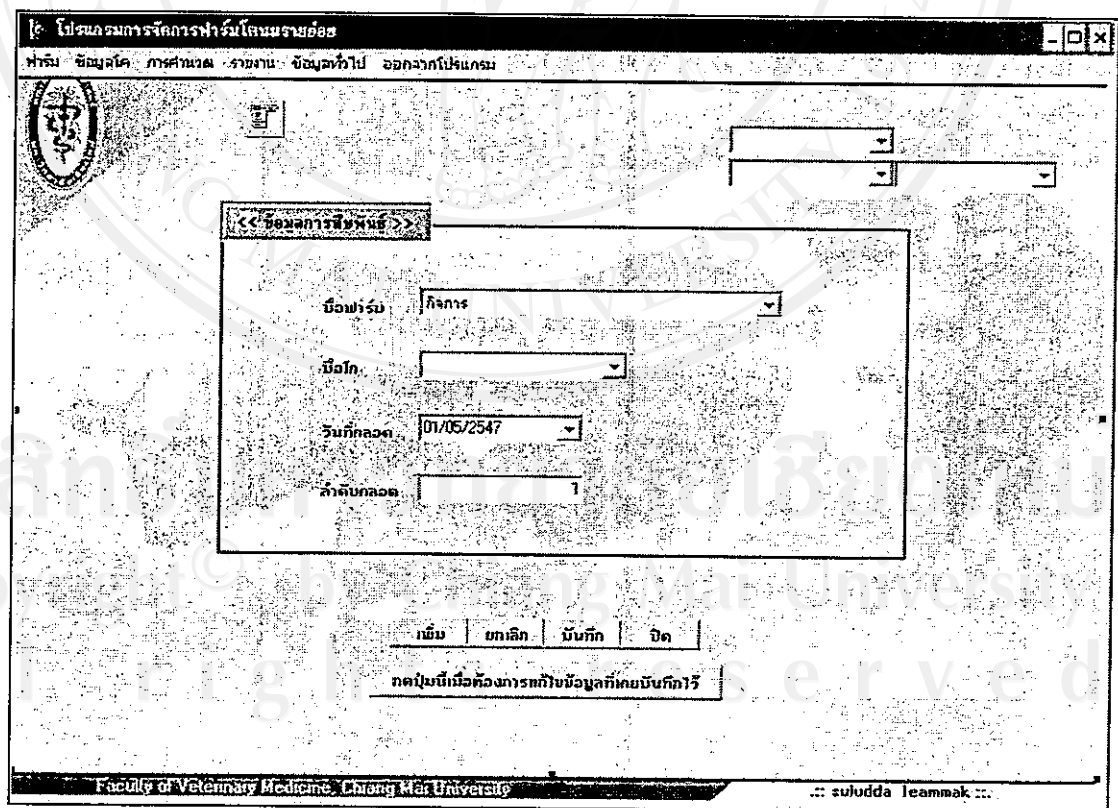 โปรแกรมการจัดการฟาร์มโคนมรายย่อย
ฟาร์ม ข้อมูลโค การคำนวณ รายงาน ข้อมูลทั่วไป ออกจากโปรแกรม
<< ข้อมูลการสืบพันธุ์ >>
ชื่อฟาร์ม กิจการ
ชื่อโค
วันที่คลอด 01/05/2547
ลำดับคลอด 1
เพิ่ม ยกเลิก บันทึก ปิด
กดปุ่มนี้เมื่อต้องการแก้ไขข้อมูลที่เคยบันทึกไว้
Copyright © by Chiang Mai University
All rights reserved
Faculty of Veterinary Medicine, Chiang Mai University
.:: suludda leammak ::.